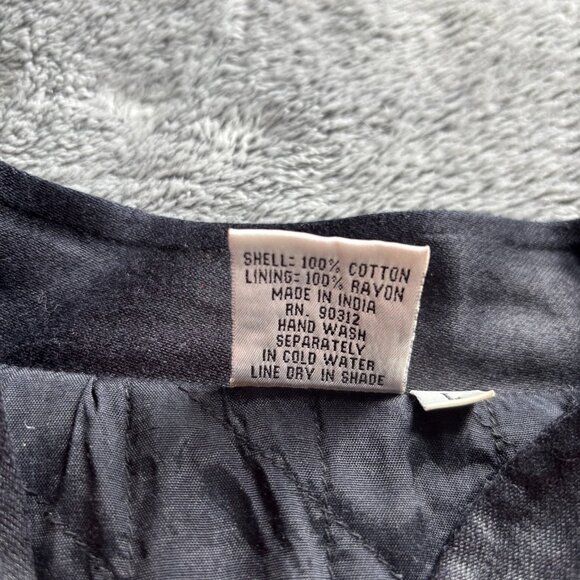 SHELL: 100% COTTON
LINING: 100% RAYON
MADE IN INDIA
RN. 90312
HAND WASH
SEPARATELY
IN COLD WATER
LINE DRY IN SHADE
L